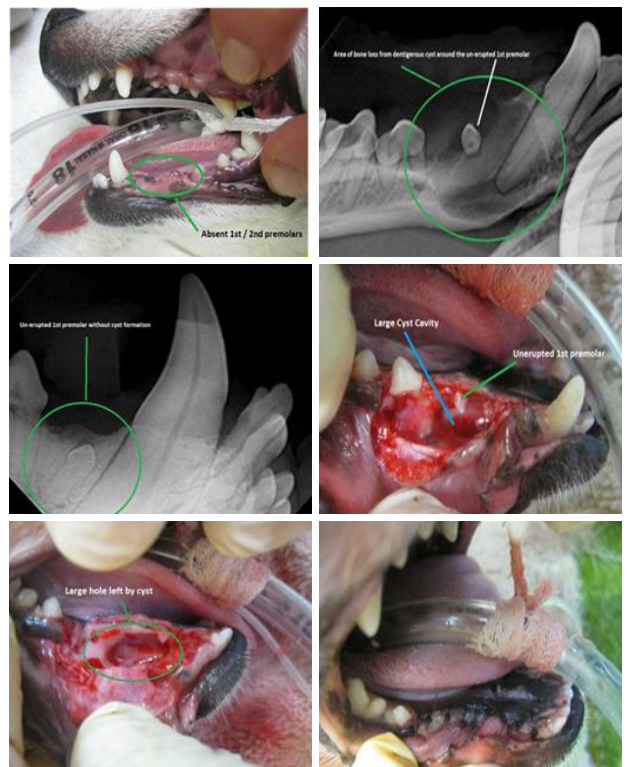 18
Absent 1st / 2nd premolars
Area of bone loss from dentigerous cyst around the un-erupted 1st premolar
Un-erupted 1st premolar without cyst formation
Large Cyst Cavity
Unerupted 1st premolar
Large hole left by cyst